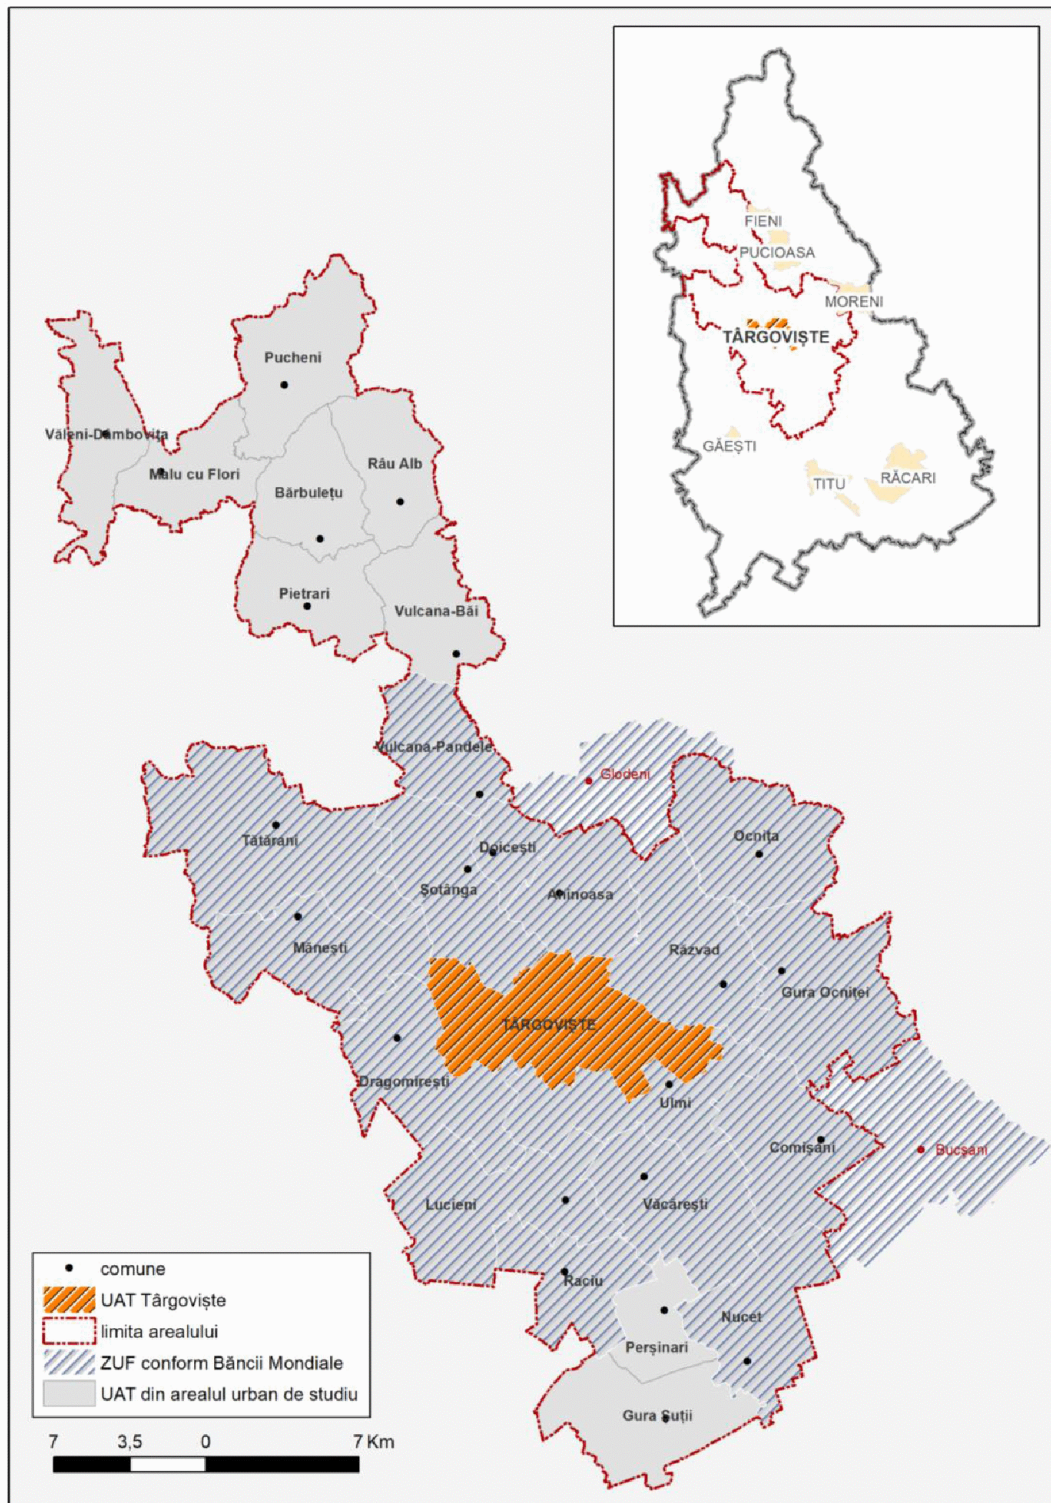 FIENI
PUCIOASA
MORENI
TÂRGOVIȘTE
GĂEȘTI
TITU
RĂCARI
Pucheni
Văleni-Dâmbovița
Malu cu Flori
Râu Alb
Bărbulețu
Pietrari
Vulcana-Băi
Vulcana-Pandele
Glodeni
Tătărani
Doicești
Ocnița
Șotânga
Aninoasa
Mănești
Răzvad
Gura Ocniței
TÂRGOVIȘTE
Dragomirești
Ulmi
Comișani
Bucșani
Lucieni
Văcărești
Raciu
Nucet
Perșinari
Gura Șuții
comune
UAT Târgoviște
limita arealului
ZUF conform Băncii Mondiale
UAT din arealul urban de studiu
7 3,5 0 7 Km